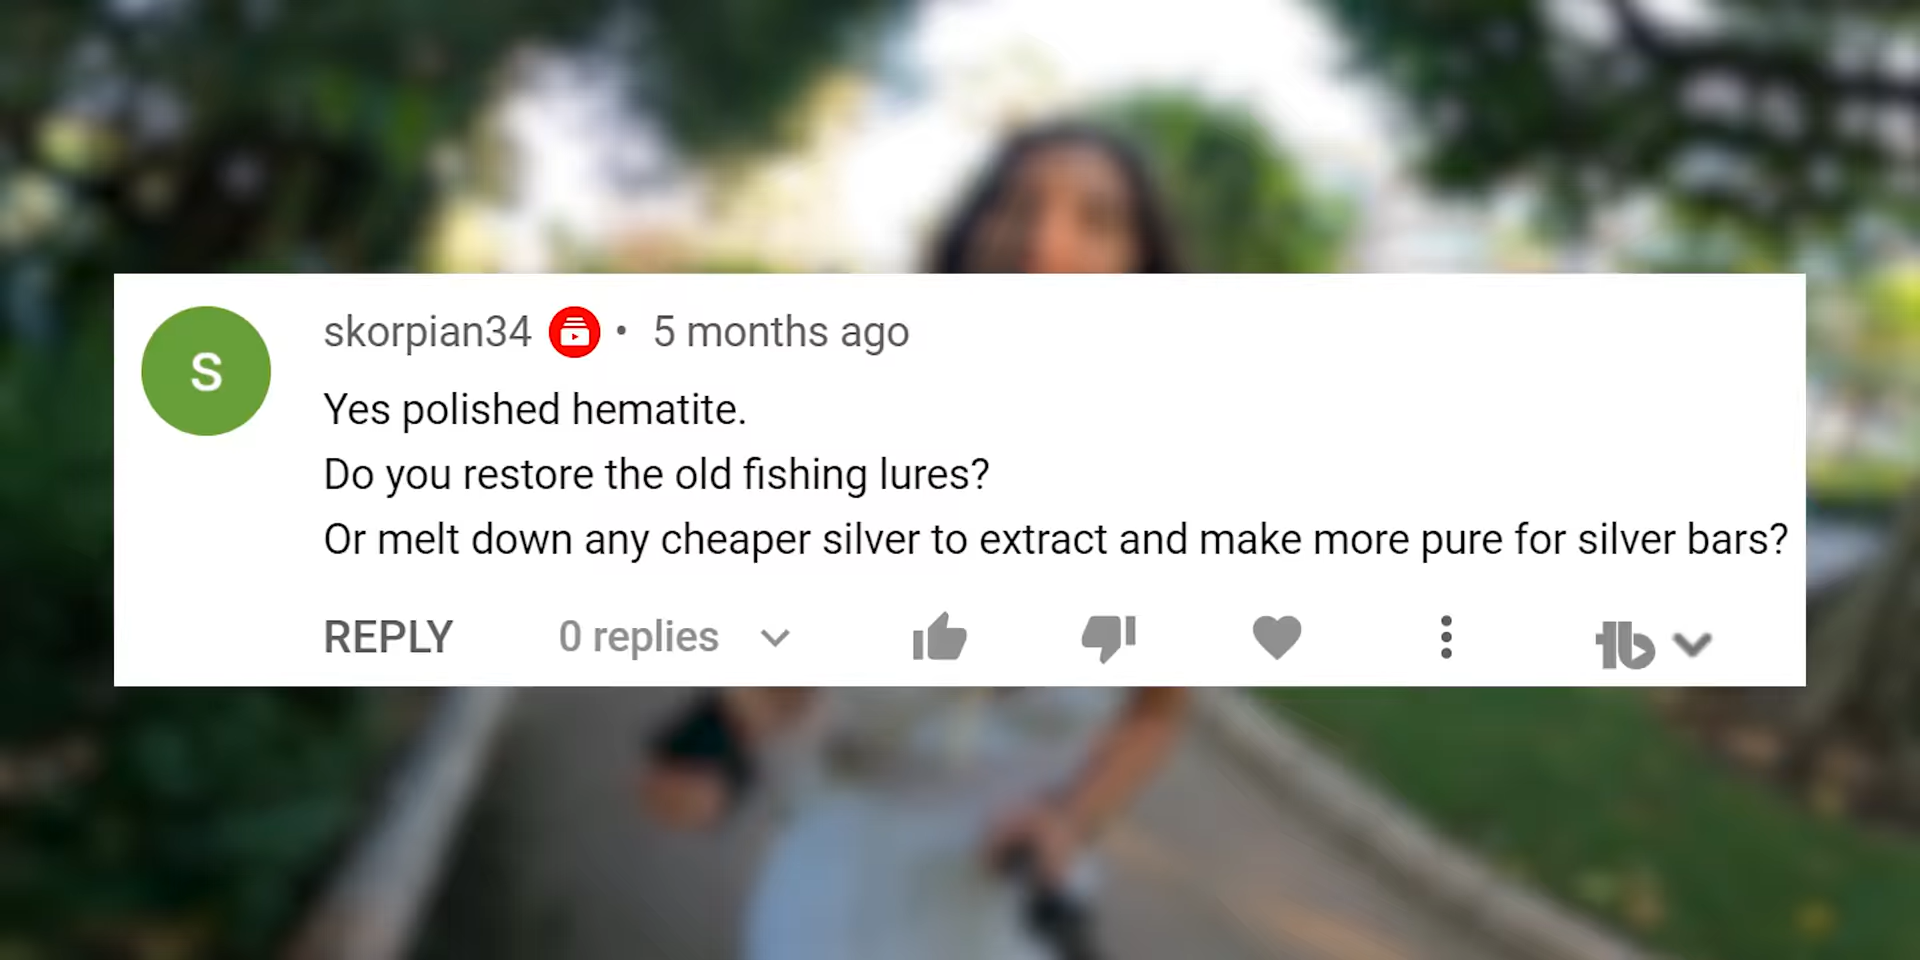 S
skorpian34 • 5 months ago
Yes polished hematite.
Do you restore the old fishing lures?
Or melt down any cheaper silver to extract and make more pure for silver bars?
REPLY 0 replies tb